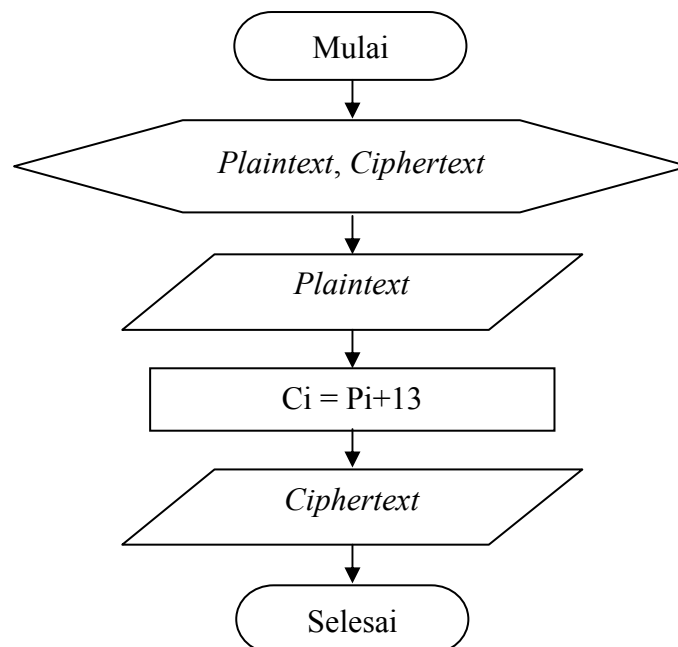 Mulai
Plaintext, Ciphertext
Plaintext
Ci = Pi+13
Ciphertext
Selesai